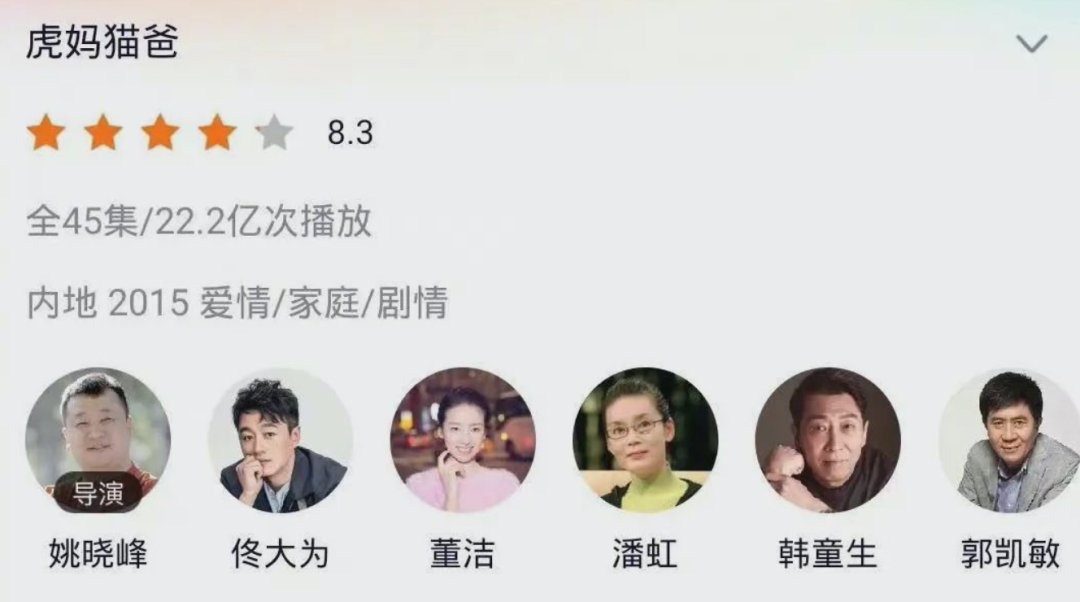 虎妈猫爸
8.3
全45集/22.2亿次播放
内地 2015 爱情/家庭/剧情
导演
姚晓峰 佟大为 董洁 潘虹 韩童生 郭凯敏